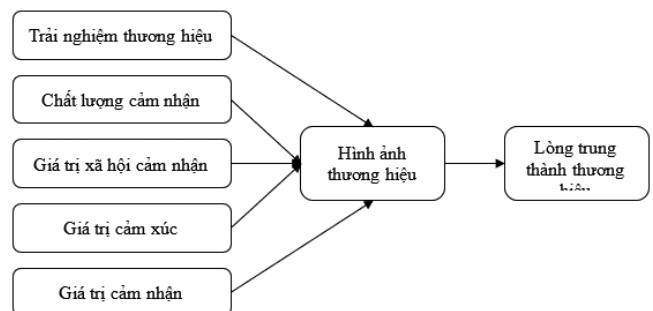 Trải nghiệm thương hiệu
Chất lượng cảm nhận
Giá trị xã hội cảm nhận
Giá trị cảm xúc
Giá trị cảm nhận
Hình ảnh
thương hiệu
Lòng trung
thành thương